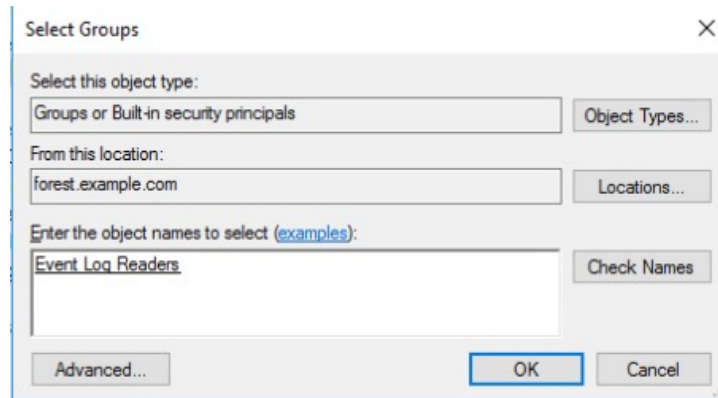 Select Groups
Select this object type:
Groups or Built-in security principals
Object Types...
From this location:
forest.example.com
Locations...
Enter the object names to select (examples):
Event Log Readers
Check Names
Advanced...
OK
Cancel